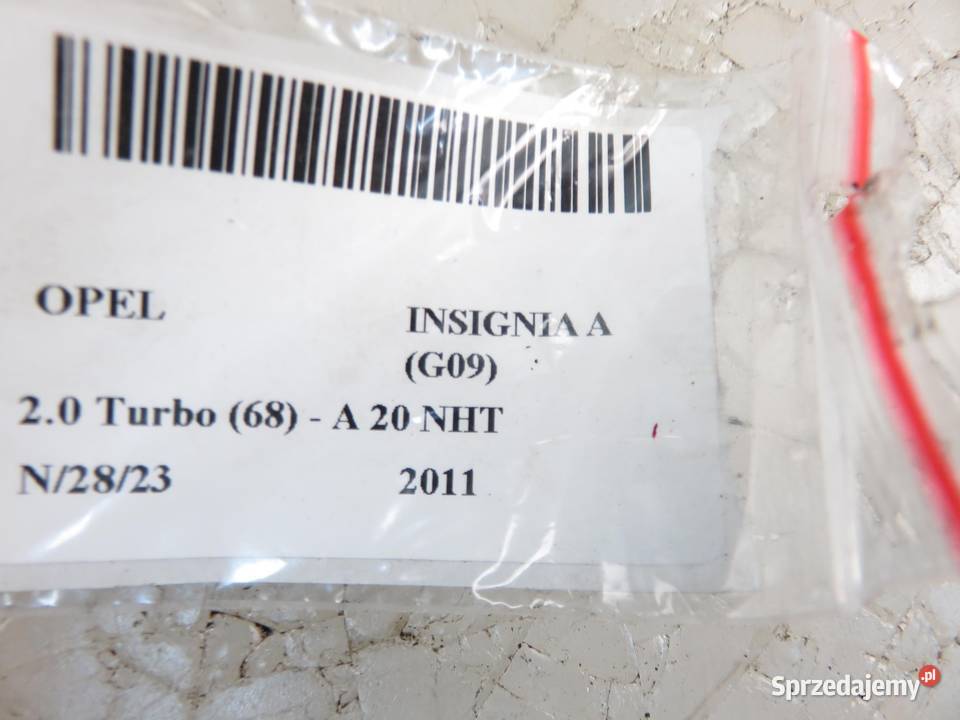 OPEL
INSIGNIA A
(G09)
2.0 Turbo (68) - A 20 NHT
N/28/23 2011
Sprzedajemy.pl